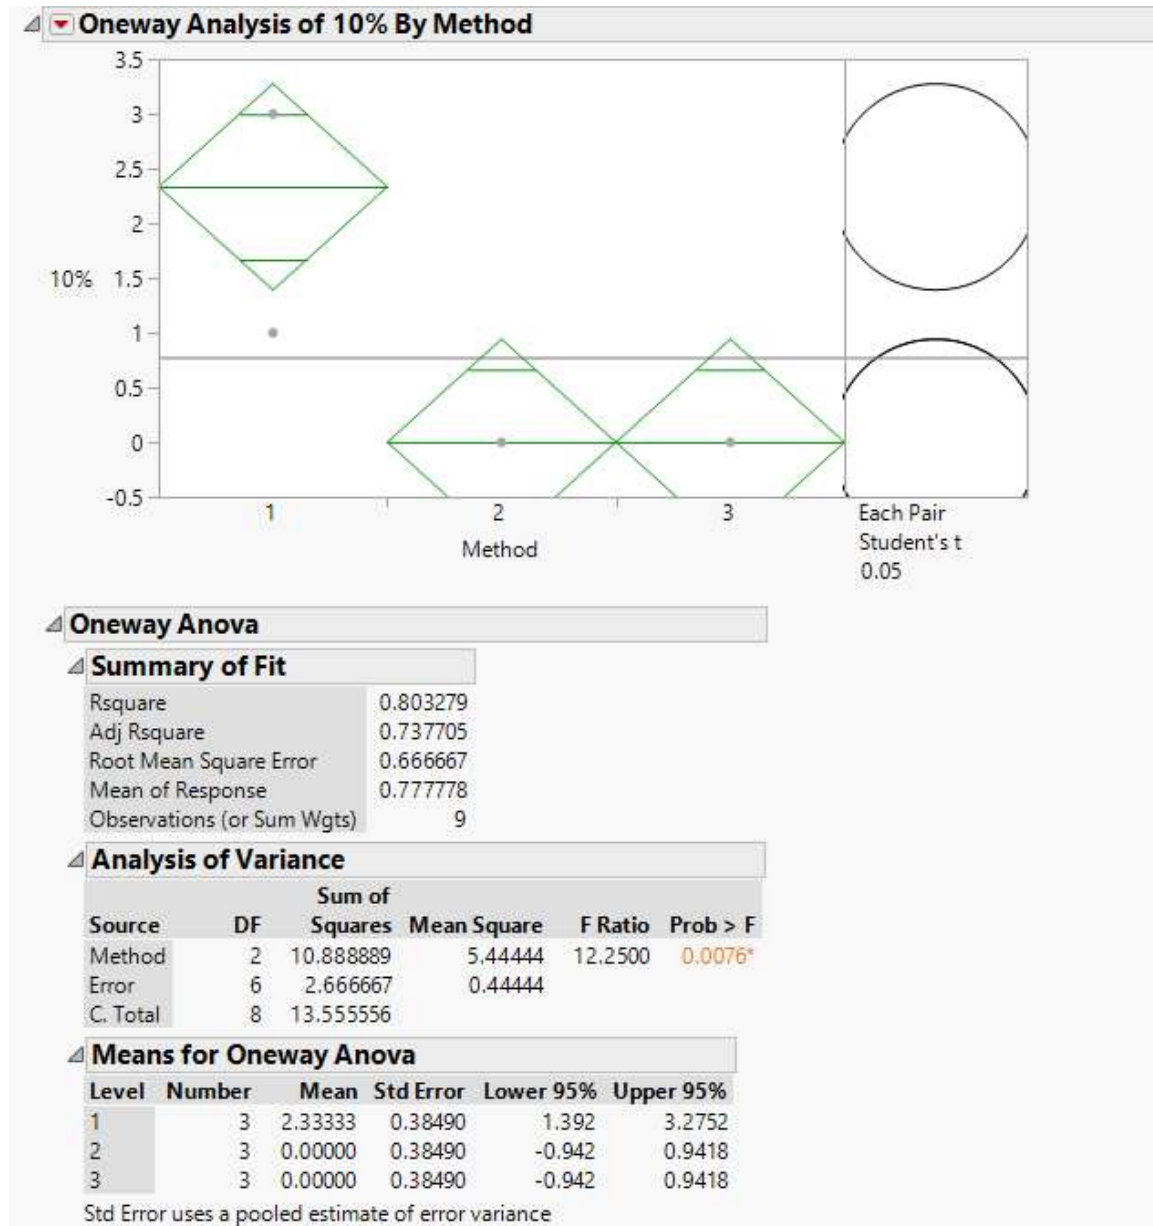 Oneway Analysis of 10% By Method
3.5
3
2.5
2
10% 1.5
1
0.5
0
-0.5
1 2 3 Each Pair
Method Student's t
0.05
Oneway Anova
Summary of Fit
Rsquare 0.803279
Adj Rsquare 0.737705
Root Mean Square Error 0.666667
Mean of Response 0.777778
Observations (or Sum Wgts) 9
Analysis of Variance
Sum of
Source DF Squares Mean Square F Ratio Prob > F
Method 2 10.888889 5.44444 12.2500 0.0076*
Error 6 2.666667 0.44444
C. Total 8 13.555556
Means for Oneway Anova
Level Number Mean Std Error Lower 95% Upper 95%
1 3 2.33333 0.38490 1.392 3.2752
2 3 0.00000 0.38490 -0.942 0.9418
3 3 0.00000 0.38490 -0.942 0.9418
Std Error uses a pooled estimate of error variance